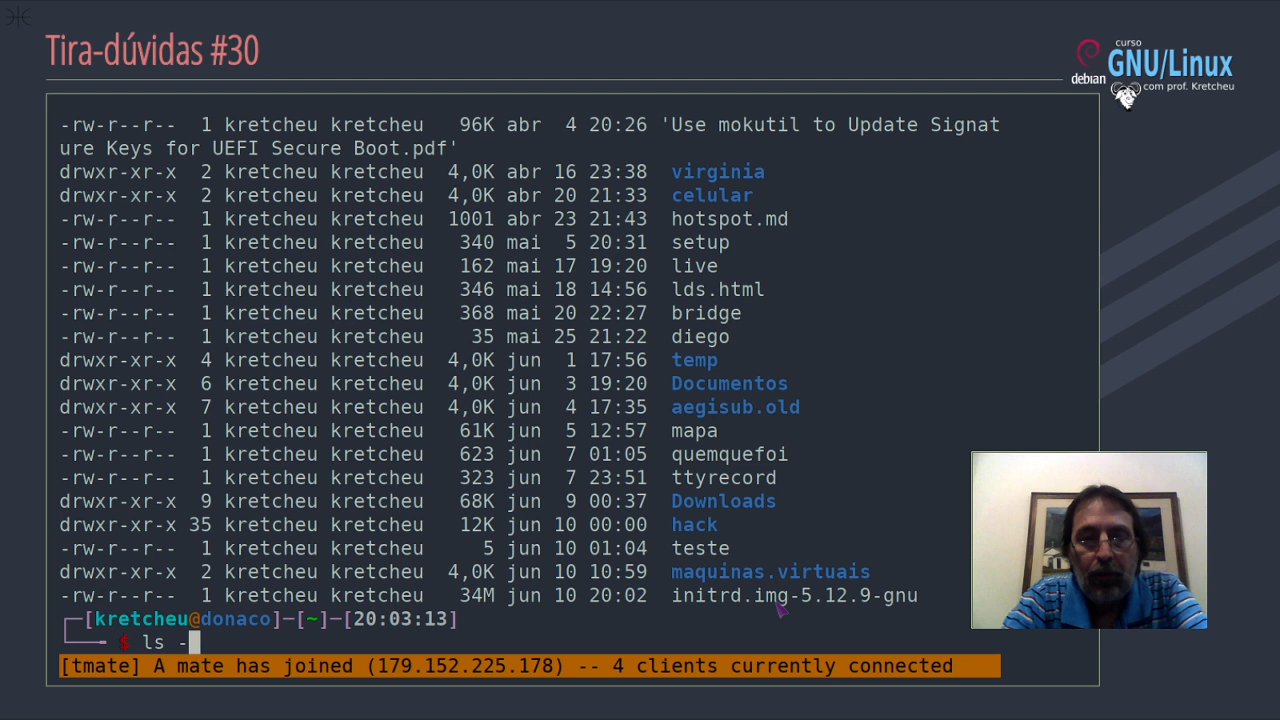 Tira-dúvidas #30
curso
GNU/Linux
debian
com prof. Kretcheu
-rw-r--r-- 1 kretcheu kretcheu 96K abr 4 20:26 'Use mokutil to Update Signat
ure Keys for UEFI Secure Boot.pdf'
drwxr-xr-x 2 kretcheu kretcheu 4,0K abr 16 23:38 virginia
drwxr-xr-x 2 kretcheu kretcheu 4,0K abr 20 21:33 celular
-rw-r--r-- 1 kretcheu kretcheu 1001 abr 23 21:43 hotspot.md
-rw-r--r-- 1 kretcheu kretcheu 340 mai 5 20:31 setup
-rw-r--r-- 1 kretcheu kretcheu 162 mai 17 19:20 live
-rw-r--r-- 1 kretcheu kretcheu 346 mai 18 14:56 lds.html
-rw-r--r-- 1 kretcheu kretcheu 368 mai 20 22:27 bridge
-rw-r--r-- 1 kretcheu kretcheu 35 mai 25 21:22 diego
drwxr-xr-x 4 kretcheu kretcheu 4,0K jun 1 17:56 temp
drwxr-xr-x 6 kretcheu kretcheu 4,0K jun 3 19:20 Documentos
drwxr-xr-x 7 kretcheu kretcheu 4,0K jun 4 17:35 aegisub.old
-rw-r--r-- 1 kretcheu kretcheu 61K jun 5 12:57 mapa
-rw-r--r-- 1 kretcheu kretcheu 623 jun 7 01:05 quemquefoi
-rw-r--r-- 1 kretcheu kretcheu 323 jun 7 23:51 ttyrecord
drwxr-xr-x 9 kretcheu kretcheu 68K jun 9 00:37 Downloads
drwxr-xr-x 35 kretcheu kretcheu 12K jun 10 00:00 hack
-rw-r--r-- 1 kretcheu kretcheu 5 jun 10 01:04 teste
drwxr-xr-x 2 kretcheu kretcheu 4,0K jun 10 10:59 maquinas.virtuais
-rw-r--r-- 1 kretcheu kretcheu 34M jun 10 20:02 initrd.img-5.12.9-gnu
┌─[kretcheu@donaco]─[~]─[20:03:13]
└──╼ $ ls -
[tmate] A mate has joined (179.152.225.178) -- 4 clients currently connected